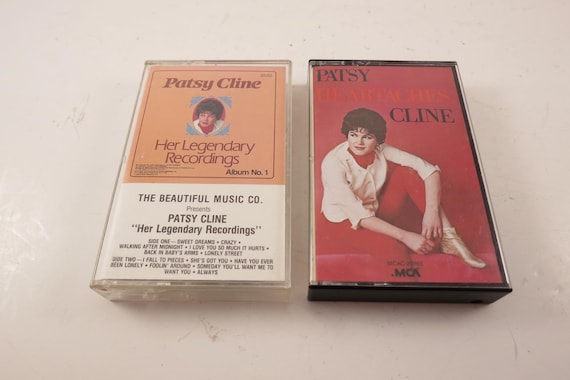 Patsy Cline
Her Legendary
Recordings
Album No. 1
THE BEAUTIFUL MUSIC CO.
Presents
PATSY CLINE
"Her Legendary Recordings"
SIDE ONE—SWEET DREAMS • CRAZY •
WALKING AFTER MIDNIGHT • I LOVE YOU SO MUCH IT HURTS •
BACK IN BABY'S ARMS • LONELY STREET
SIDE TWO—I FALL TO PIECES • SHE'S GOT YOU • HAVE YOU EVER
BEEN LONELY • FOOLIN' AROUND • SOMEDAY YOU'LL WANT ME TO
WANT YOU • ALWAYS
PATSY
HEARTACHES
CLINE
MCA